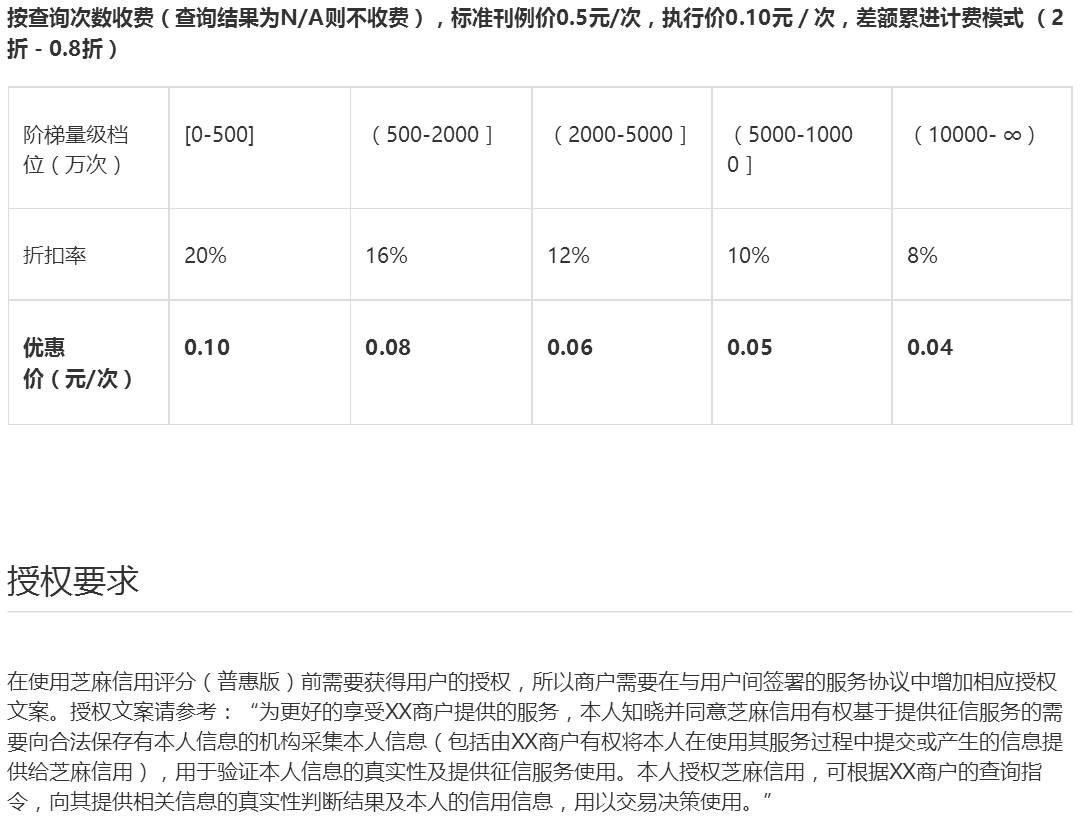 按查询次数收费（查询结果为N/A则不收费），标准刊例价0.5元/次，执行价0.10元 / 次，差额累进计费模式 （2
折 - 0.8折）
阶梯量级档
位（万次）
[0-500]
（500-2000 ]
（2000-5000 ]
（5000-1000
0 ]
（10000- ∞）
折扣率
20%
16%
12%
10%
8%
优惠
价（元/次）
0.10
0.08
0.06
0.05
0.04
授权要求
在使用芝麻信用评分（普惠版）前需要获得用户的授权，所以商户需要在与用户间签署的服务协议中增加相应授权
文案。授权文案请参考： “为更好的享受XX商户提供的服务，本人知晓并同意芝麻信用有权基于提供征信服务的需
要向合法保存有本人信息的机构采集本人信息（包括由XX商户有权将本人在使用其服务过程中提交或产生的信息提
供给芝麻信用），用于验证本人信息的真实性及提供征信服务使用。本人授权芝麻信用，可根据XX商户的查询指
令，向其提供相关信息的真实性判断结果及本人的信用信息，用以交易决策使用。”